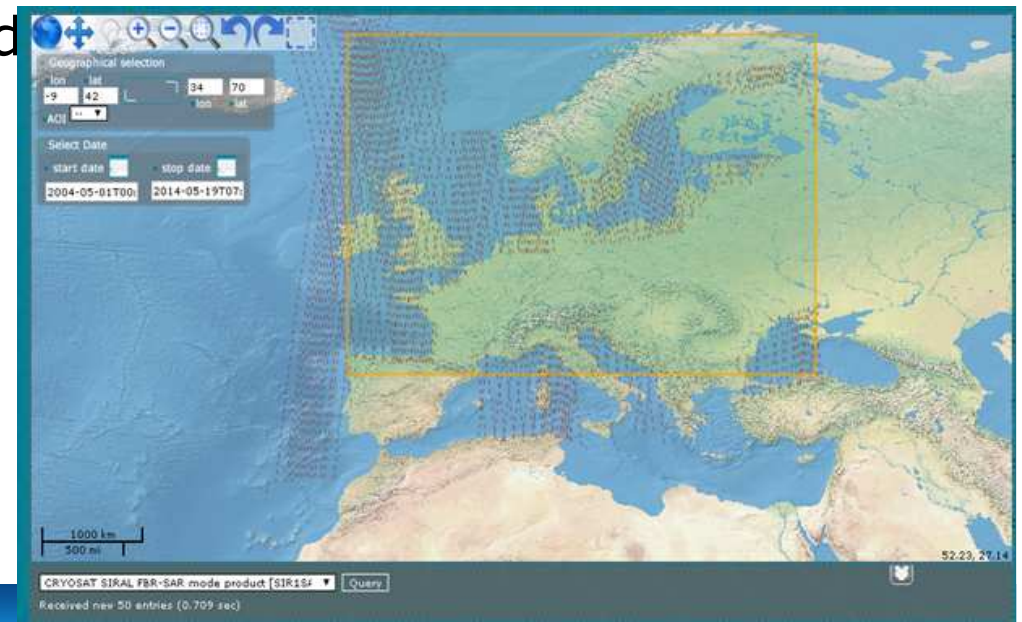 d
Geographical selection
lon lat
-9 42 34 70
lon lat
AOI -- ▼
Select Date
start date stop date
2004-05-01T00: 2014-05-19T07:
1000 km
500 mi
52.23, 27.14
CRYOSAT SIRAL FBR-SAR mode product [SIR1S ▼ Query
Received new 50 entries (0.709 sec)